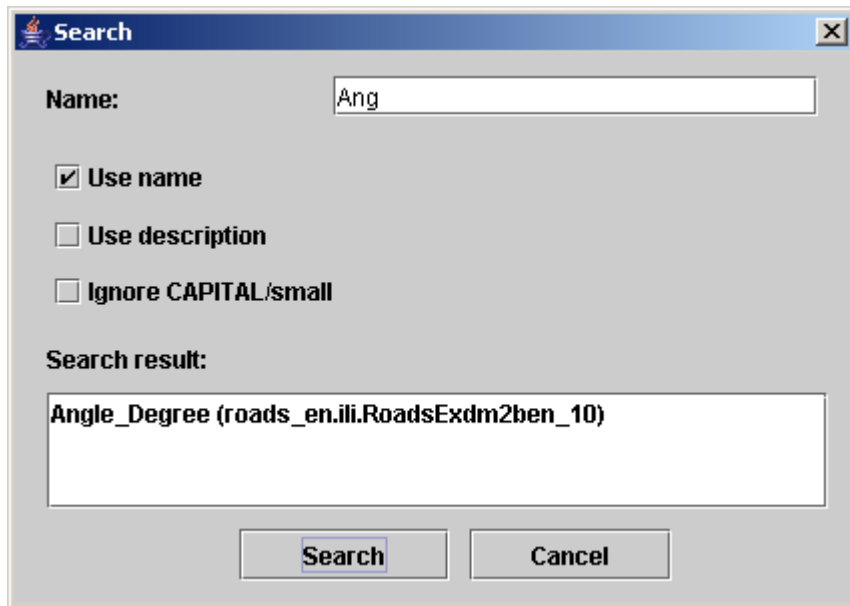 Search
Name: Ang
Use name
Use description
Ignore CAPITAL/small
Search result:
Angle_Degree (roads_en.ili.RoadsExdm2ben_10)
Search Cancel